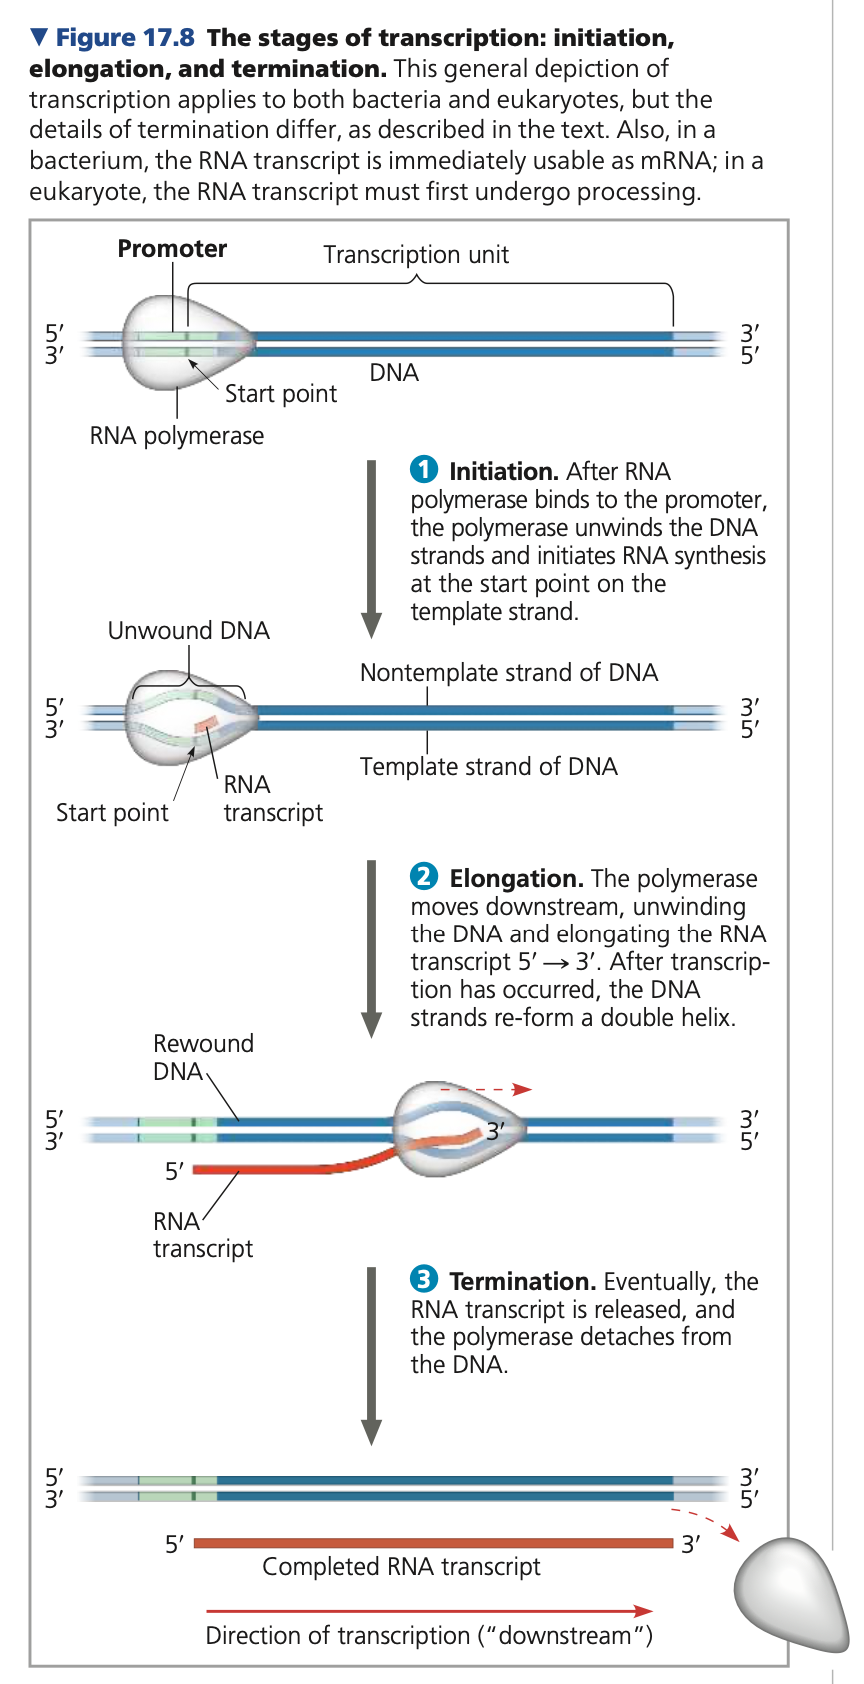 ▼ Figure 17.8 The stages of transcription: initiation,
elongation, and termination. This general depiction of
transcription applies to both bacteria and eukaryotes, but the
details of termination differ, as described in the text. Also, in a
bacterium, the RNA transcript is immediately usable as mRNA; in a
eukaryote, the RNA transcript must first undergo processing.
Promoter
Transcription unit
5′ 3′
3′ 5′
DNA
Start point
RNA polymerase
1 Initiation. After RNA
polymerase binds to the promoter,
the polymerase unwinds the DNA
strands and initiates RNA synthesis
at the start point on the
template strand.
Unwound DNA
Nontemplate strand of DNA
5′ 3′
3′ 5′
Template strand of DNA
RNA
transcript
Start point
2 Elongation. The polymerase
moves downstream, unwinding
the DNA and elongating the RNA
transcript 5′ → 3′. After transcrip-
tion has occurred, the DNA
strands re-form a double helix.
Rewound
DNA
5′ 3′
3′ 3′ 5′
5′
RNA
transcript
3 Termination. Eventually, the
RNA transcript is released, and
the polymerase detaches from
the DNA.
5′ 3′
3′ 5′
5′ 3′
Completed RNA transcript
Direction of transcription (“downstream”)